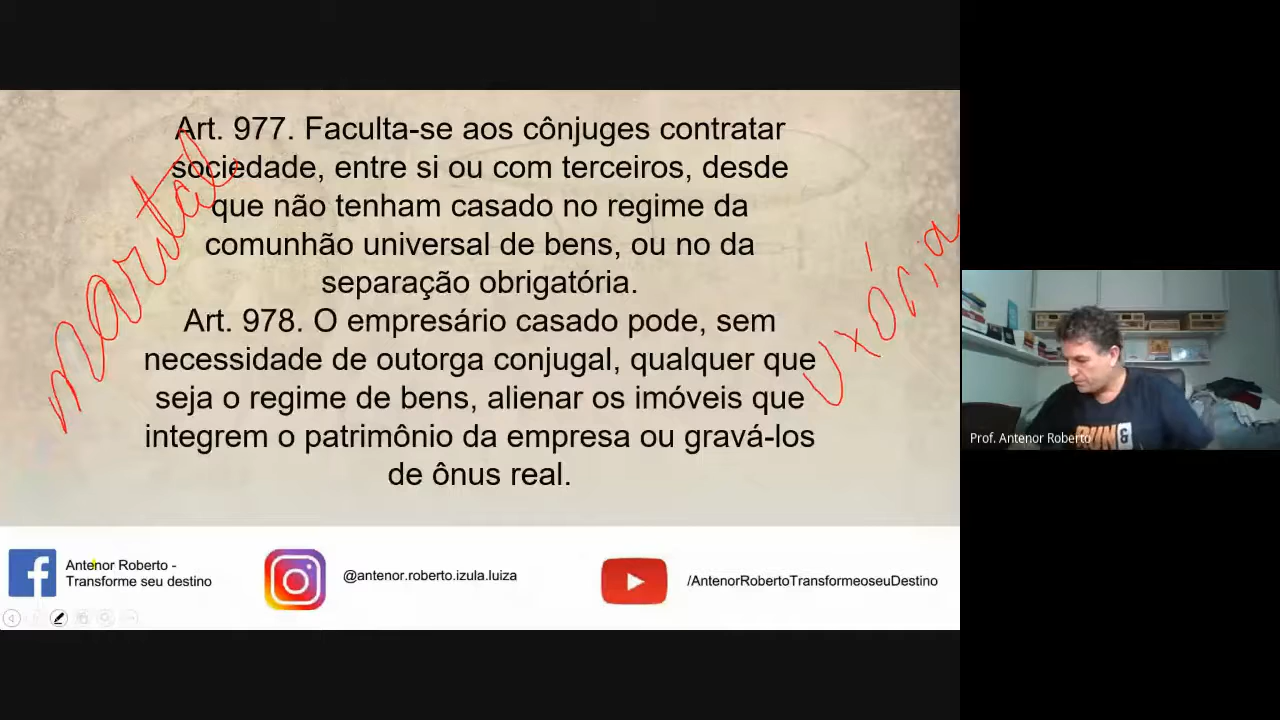 Art. 977. Faculta-se aos cônjuges contratar
sociedade, entre si ou com terceiros, desde
que não tenham casado no regime da
comunhão universal de bens, ou no da
separação obrigatória.
Art. 978. O empresário casado pode, sem
necessidade de outorga conjugal, qualquer que
seja o regime de bens, alienar os imóveis que
integrem o patrimônio da empresa ou gravá-los
de ônus real.
marital
uxória
Antenor Roberto -
Transforme seu destino
@antenor.roberto.izula.luiza
/AntenorRobertoTransformeoseuDestino
Prof. Antenor Roberto
RUN &